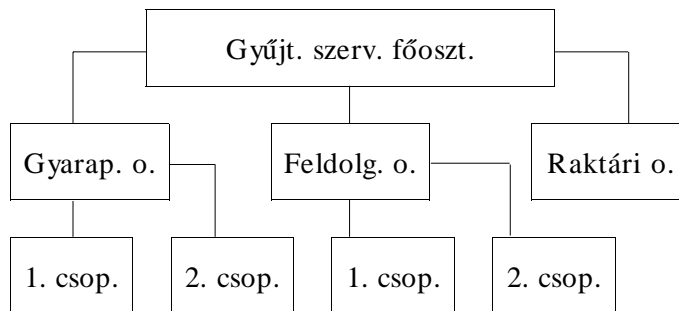 Gyűjt. szerv. főoszt.
Gyarap. o.
Feldolg. o.
Raktári o.
1. csop.
2. csop.
1. csop.
2. csop.